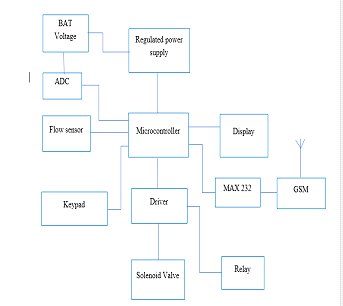 BAT
Voltage
Regulated power
supply
ADC
Flow sensor
Microcontroller
Display
Keypad
Driver
MAX 232
GSM
Solenoid Valve
Relay